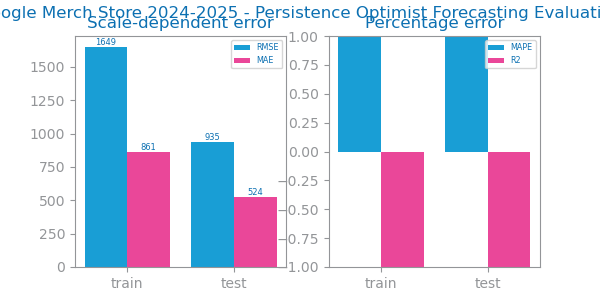 ogle Merch Store 2024-2025 - Persistence Optimist Forecasting Evaluati
Scale-dependent error
Percentage error
1649
861
935
524
RMSE
MAE
1500
1250
1000
750
500
250
0
train
test
MAPE
R2
1.00
0.75
0.50
0.25
0.00
0.25
0.50
0.75
1.00
train
test